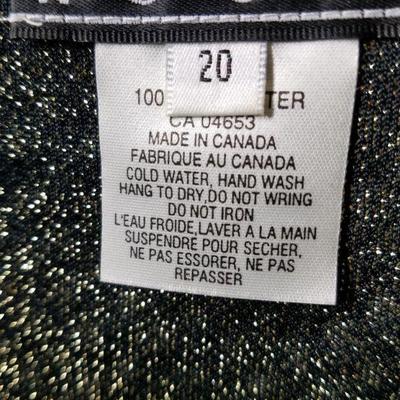 20
100 TER
CA 04653
MADE IN CANADA
FABRIQUE AU CANADA
COLD WATER, HAND WASH
HANG TO DRY,DO NOT WRING
DO NOT IRON
L'EAU FROIDE,LAVER A LA MAIN
SUSPENDRE POUR SECHER,
NE PAS ESSORER, NE PAS
REPASSER